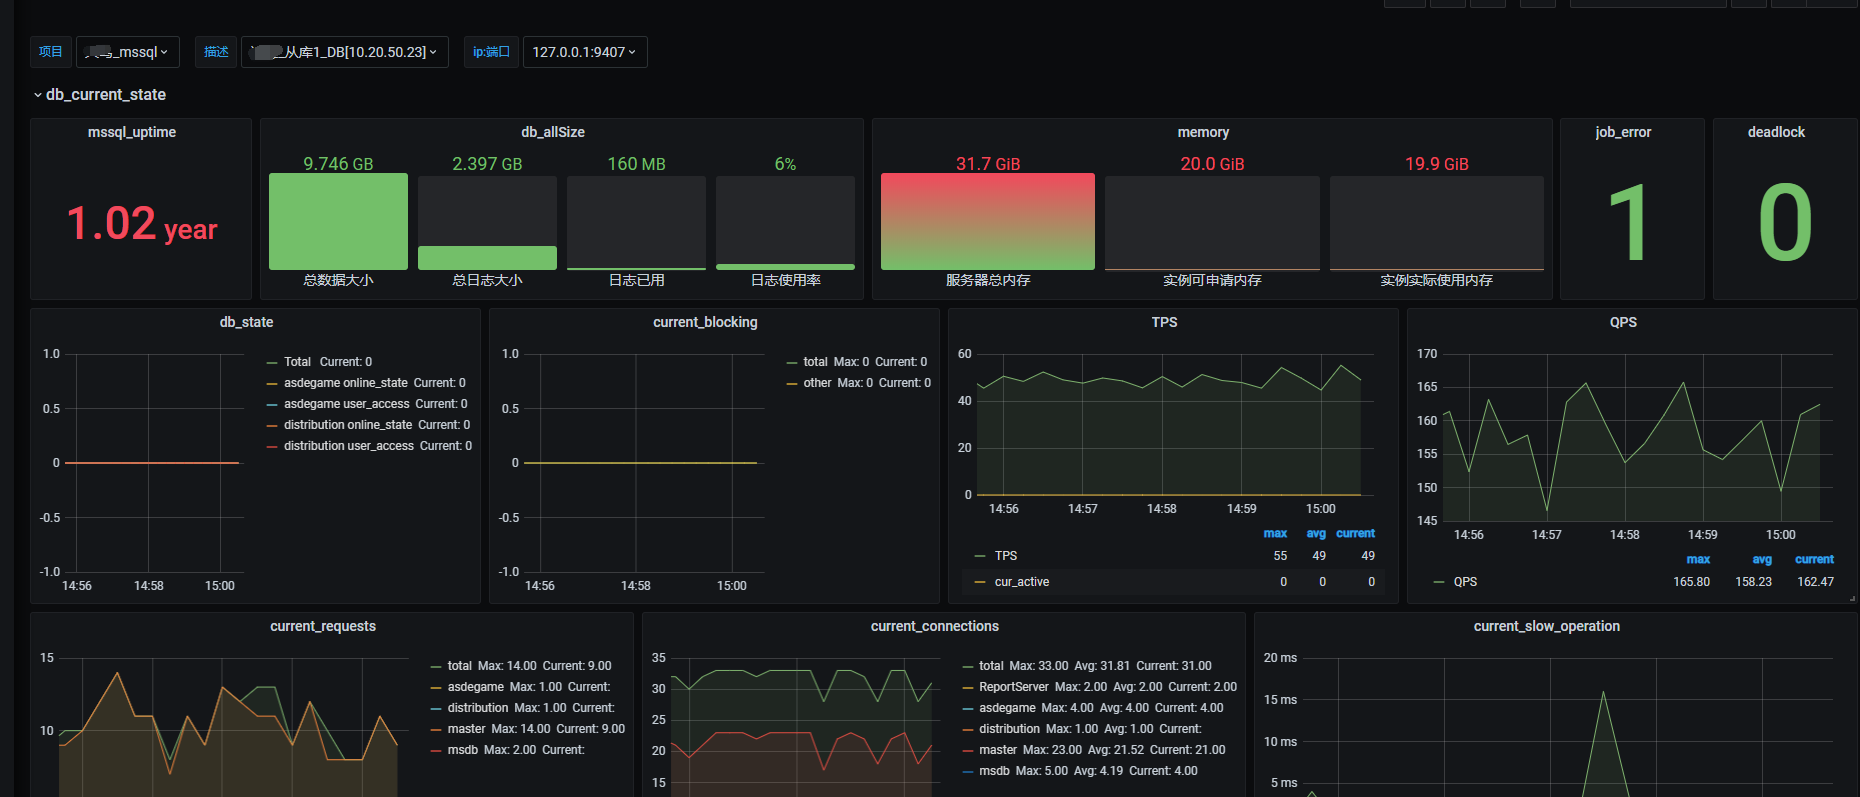 项目 _mssql 描述 从库1_DB[10.20.50.23] ip:端口 127.0.0.1:9407
db_current_state
mssql_uptime
1.02 year
db_allSize
9.746 GB 2.397 GB 160 MB 6%
总数据大小 总日志大小 日志已用 日志使用率
memory
31.7 GiB 20.0 GiB 19.9 GiB
服务器总内存 实例可申请内存 实例实际使用内存
job_error
1
deadlock
0
db_state
1.0
0.5
0
-0.5
-1.0
14:56 14:58 15:00
Total Current: 0
asdegame online_state Current: 0
asdegame user_access Current: 0
distribution online_state Current: 0
distribution user_access Current: 0
current_blocking
1.0
0.5
0
-0.5
-1.0
14:56 14:58 15:00
total Max: 0 Current: 0
other Max: 0 Current: 0
TPS
60
40
20
0
14:56 14:57 14:58 14:59 15:00
max avg current
TPS 55 49 49
cur_active 0 0 0
QPS
170
165
160
155
150
145
14:56 14:57 14:58 14:59 15:00
max avg current
QPS 165.80 158.23 162.47
current_requests
15
10
total Max: 14.00 Current: 9.00
asdegame Max: 1.00 Current:
distribution Max: 1.00 Current:
master Max: 14.00 Current: 9.00
msdb Max: 2.00 Current:
current_connections
35
30
25
20
15
total Max: 33.00 Avg: 31.81 Current: 31.00
ReportServer Max: 2.00 Avg: 2.00 Current: 2.00
asdegame Max: 4.00 Avg: 4.00 Current: 4.00
distribution Max: 1.00 Avg: 1.00 Current:
master Max: 23.00 Avg: 21.52 Current: 21.00
msdb Max: 5.00 Avg: 4.19 Current: 4.00
current_slow_operation
20 ms
15 ms
10 ms
5 ms